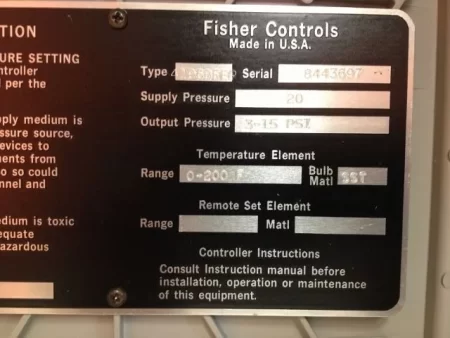 TION
URE SETTING
ntroller
d per the
pply medium is
ssure source,
evices to
ents from
o so could
nnel and
edium is toxic
equate
azardous
Fisher Controls
Made in U.S.A.
Type Serial 8443697
Supply Pressure 20
Output Pressure 3-15 PSI
Temperature Element
Range 0-200 F Bulb Matl SST
Remote Set Element
Range Matl
Controller Instructions
Consult Instruction manual before
installation, operation or maintenance
of this equipment.